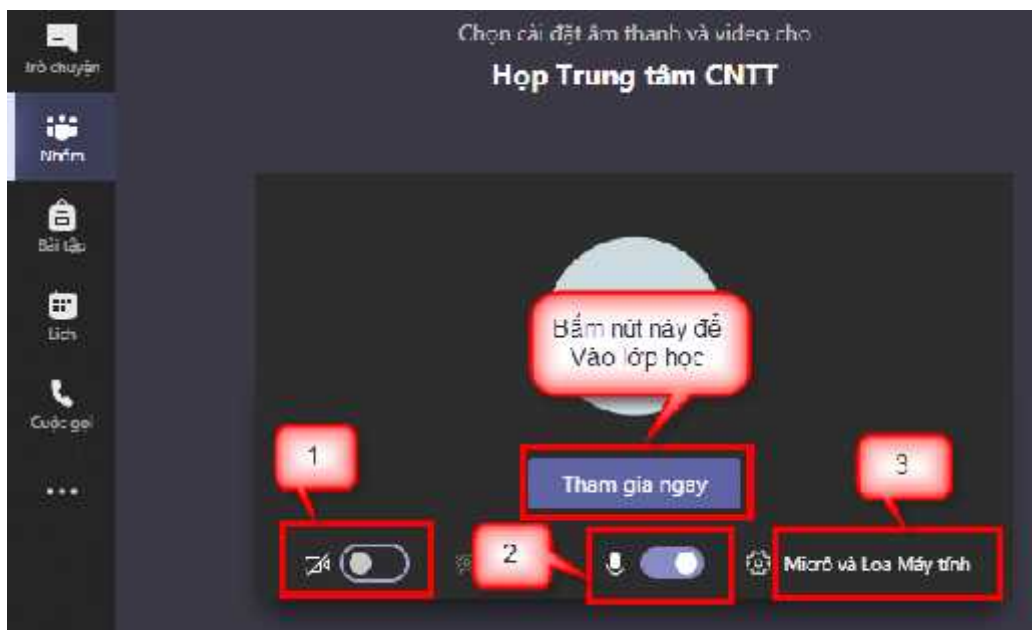 Chọn cài đặt âm thanh và video cho
Họp Trung tâm CNTT
Trò chuyện
Nhóm
Bài tập
Lịch
Cuộc gọi
Bấm nút này để
Vào lớp học
1
Tham gia ngay
3
2
Micrô và Loa Máy tính